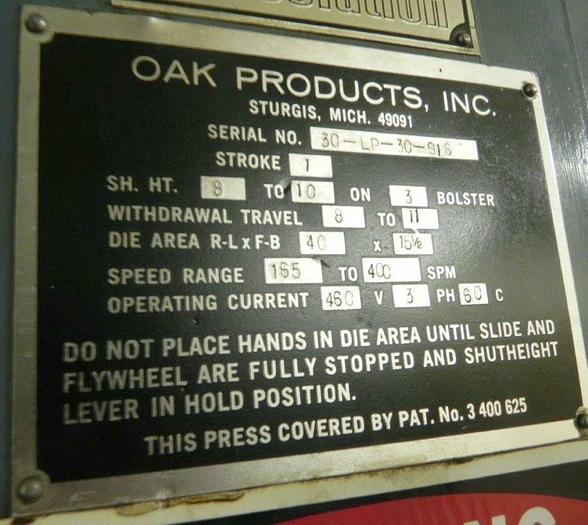 OAK PRODUCTS, INC.
STURGIS, MICH. 49091
SERIAL NO. 30-LP-30-916
STROKE 1
SH. HT. 8 TO 10 ON 3 BOLSTER
WITHDRAWAL TRAVEL 8 TO 11
DIE AREA R-L x F-B 40 x 15½
SPEED RANGE 165 TO 400 SPM
OPERATING CURRENT 460 V 3 PH 60 C
DO NOT PLACE HANDS IN DIE AREA UNTIL SLIDE AND
FLYWHEEL ARE FULLY STOPPED AND SHUTHEIGHT
LEVER IN HOLD POSITION.
THIS PRESS COVERED BY PAT. No. 3 400 625